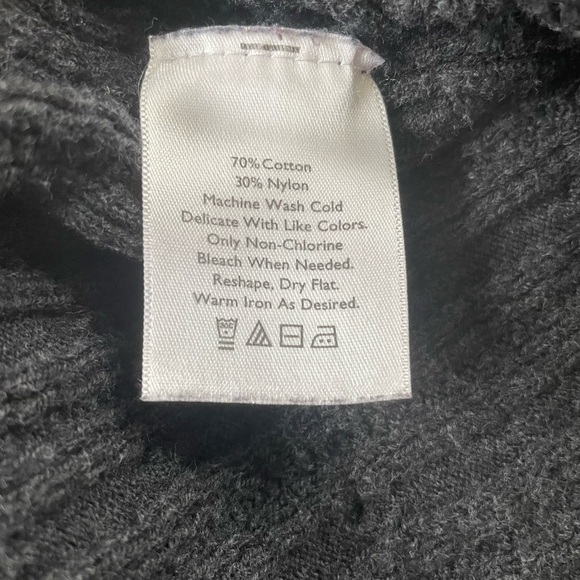 70% Cotton
30% Nylon
Machine Wash Cold
Delicate With Like Colors.
Only Non-Chlorine
Bleach When Needed.
Reshape, Dry Flat.
Warm Iron As Desired.